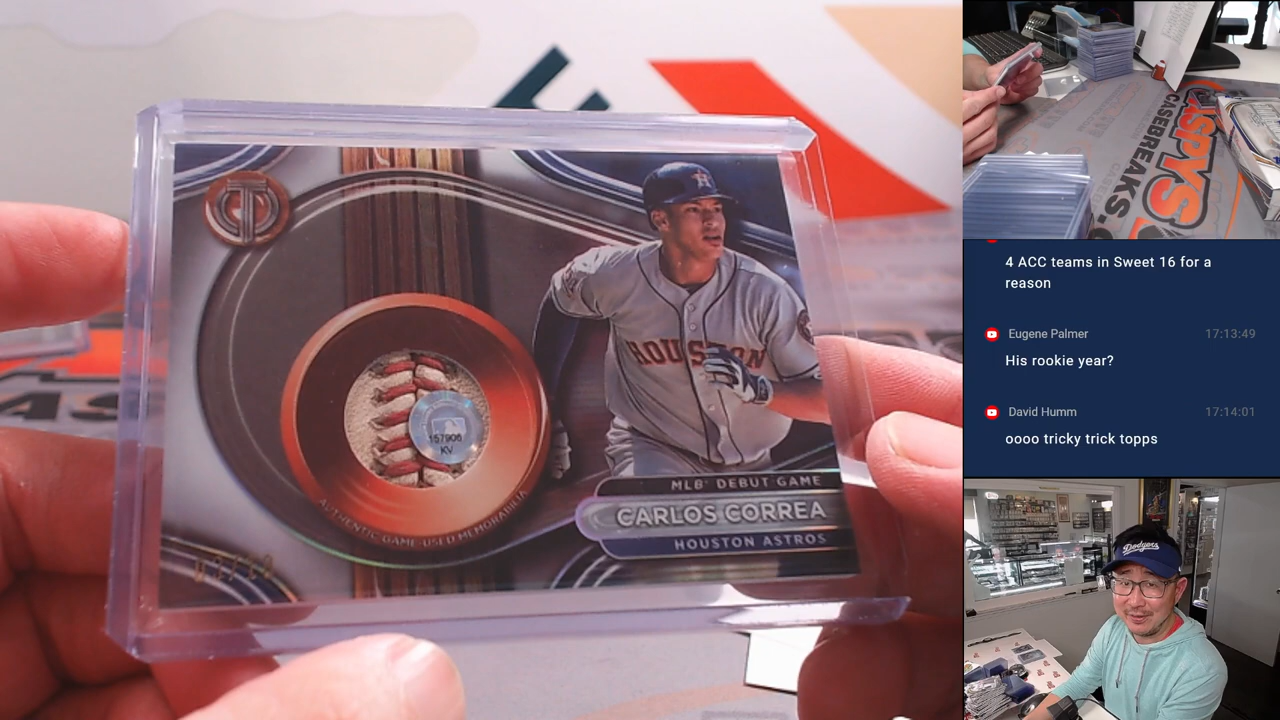 157906
KV
AUTHENTIC GAME-USED MEMORABILIA
HOUSTON
MLB DEBUT GAME
CARLOS CORREA
HOUSTON ASTROS
JASPYS
CASEBREAKS.C
4 ACC teams in Sweet 16 for a
reason
Eugene Palmer 17:13:49
His rookie year?
David Humm 17:14:01
oooo tricky trick topps
Dodgers